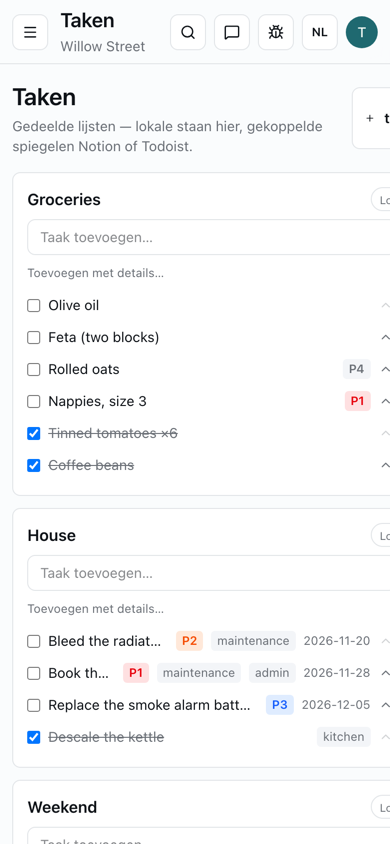 Taken
Willow Street
NL
T
Taken
Gedeelde lijsten — lokale staan hier, gekoppelde
spiegelen Notion of Todoist.
+
Groceries
Taak toevoegen...
Toevoegen met details...
Olive oil
Feta (two blocks)
Rolled oats P4
Nappies, size 3 P1
Tinned tomatoes ×6
Coffee beans
House
Taak toevoegen...
Toevoegen met details...
Bleed the radiat... P2 maintenance 2026-11-20
Book th... P1 maintenance admin 2026-11-28
Replace the smoke alarm batt... P3 2026-12-05
Descale the kettle kitchen
Weekend
Taak toevoegen...